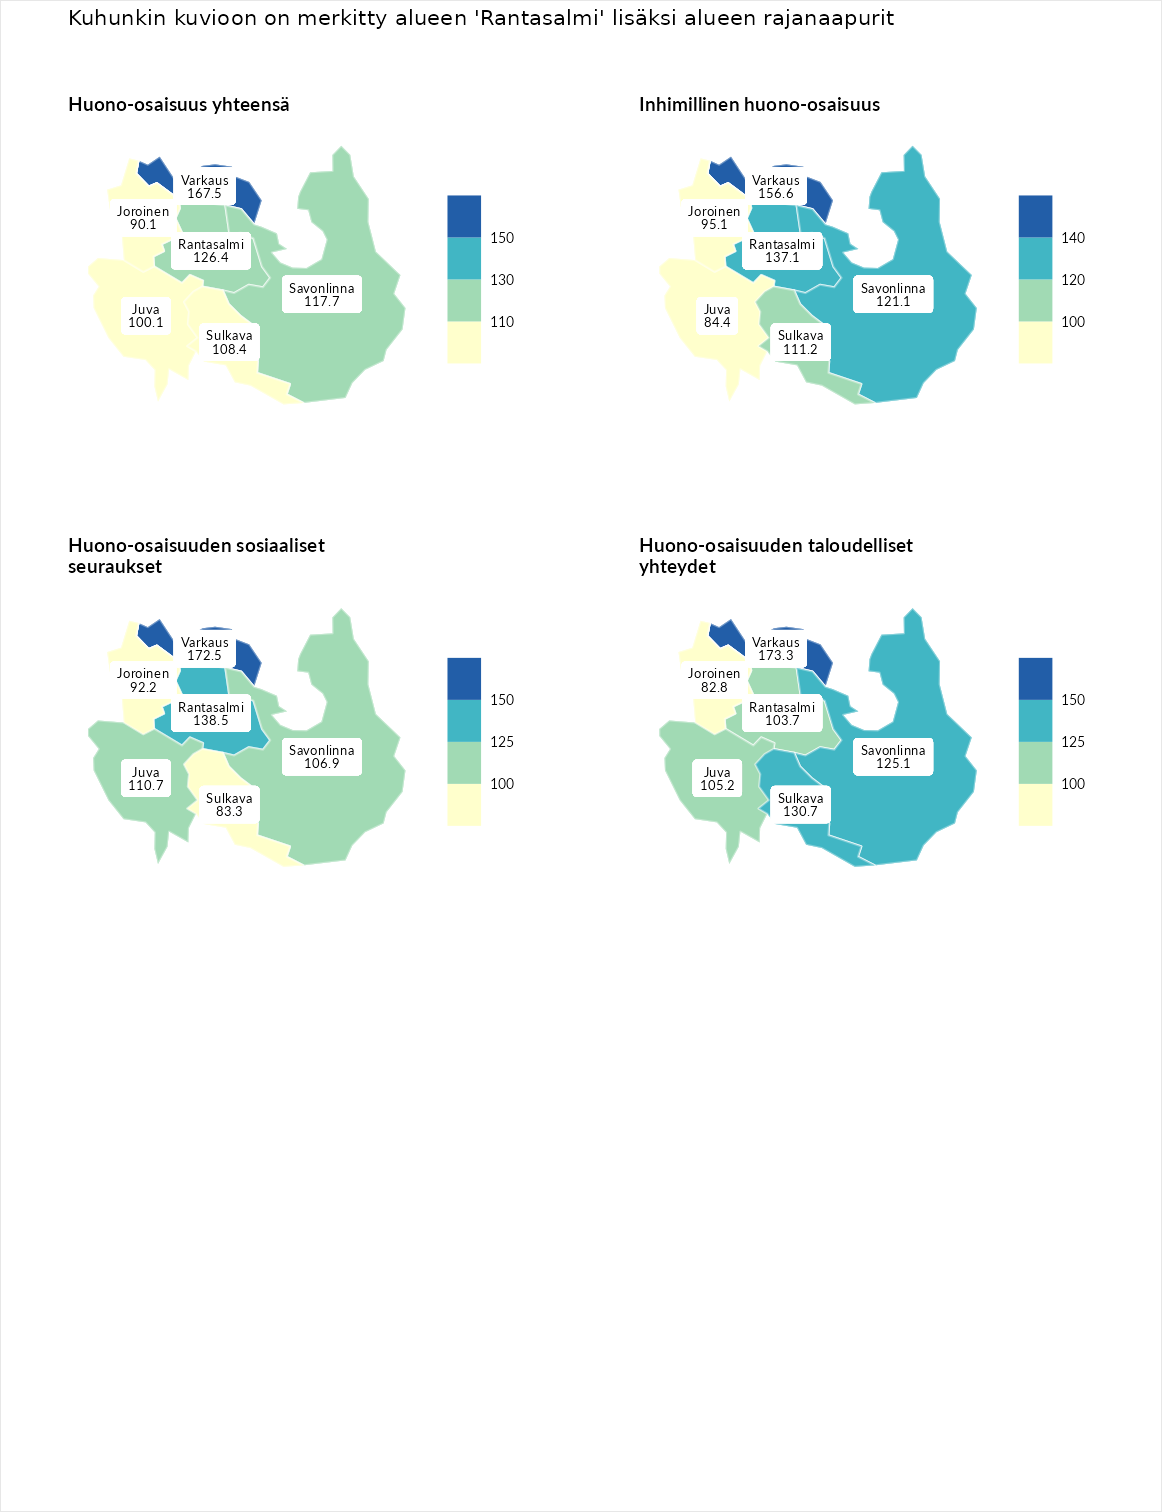 Kuhunkin kuvioon on merkitty alueen 'Rantasalmi' lisäksi alueen rajanaapurit
Huono-osaisuus yhteensä
Varkaus
167.5
Joroinen
90.1
Rantasalmi
126.4
Savonlinna
117.7
Juva
100.1
Sulkava
108.4
150
130
110
Inhimillinen huono-osaisuus
Varkaus
156.6
Joroinen
95.1
Rantasalmi
137.1
Savonlinna
121.1
Juva
84.4
Sulkava
111.2
140
120
100
Huono-osaisuuden sosiaaliset
seuraukset
Varkaus
172.5
Joroinen
92.2
Rantasalmi
138.5
Savonlinna
106.9
Juva
110.7
Sulkava
83.3
150
125
100
Huono-osaisuuden taloudelliset
yhteydet
Varkaus
173.3
Joroinen
82.8
Rantasalmi
103.7
Savonlinna
125.1
Juva
105.2
Sulkava
130.7
150
125
100